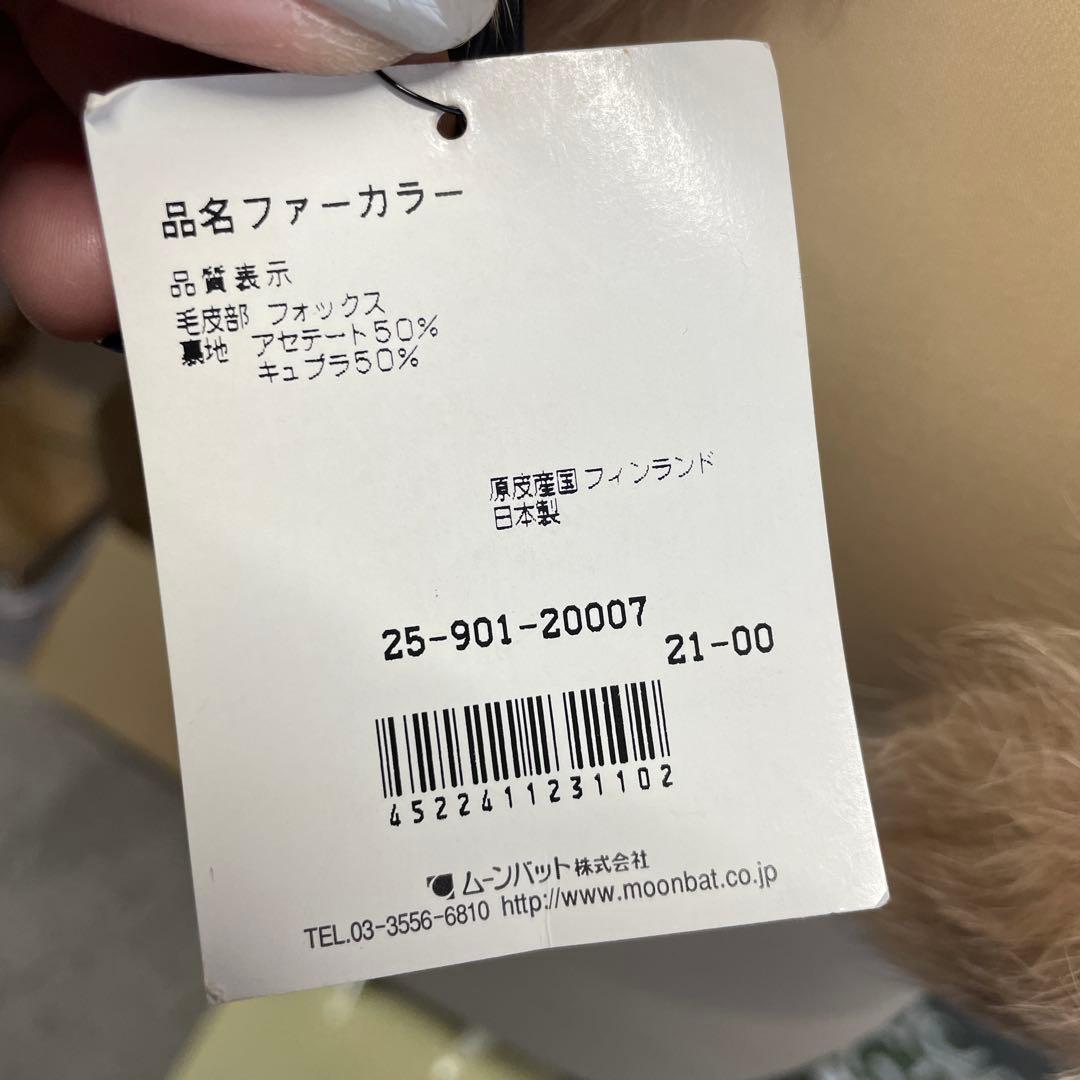 品名ファーカラー
品質表示
毛皮部 フォックス
裏地 アセテート50%
キュプラ50%
原皮産国フィンランド
日本製
25-901-20007
21-00
4522411231102
ムーンバット株式会社
TEL.03-3556-6810 http://www.moonbat.co.jp